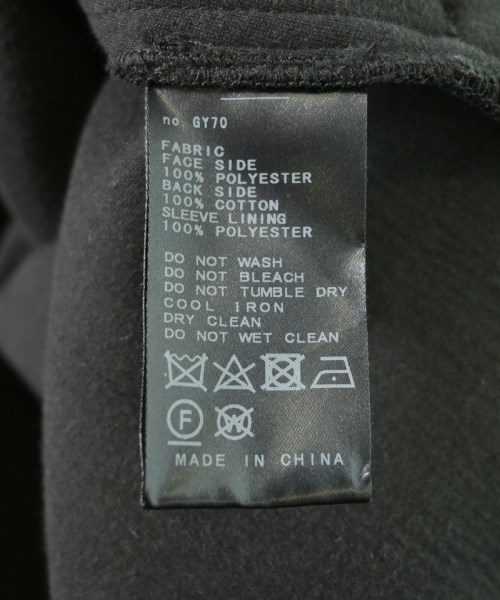 no. GY70
FABRIC
FACE SIDE
100% POLYESTER
BACK SIDE
100% COTTON
SLEEVE LINING
100% POLYESTER
DO NOT WASH
DO NOT BLEACH
DO NOT TUMBLE DRY
COOL IRON
DRY CLEAN
DO NOT WET CLEAN
F W
MADE IN CHINA